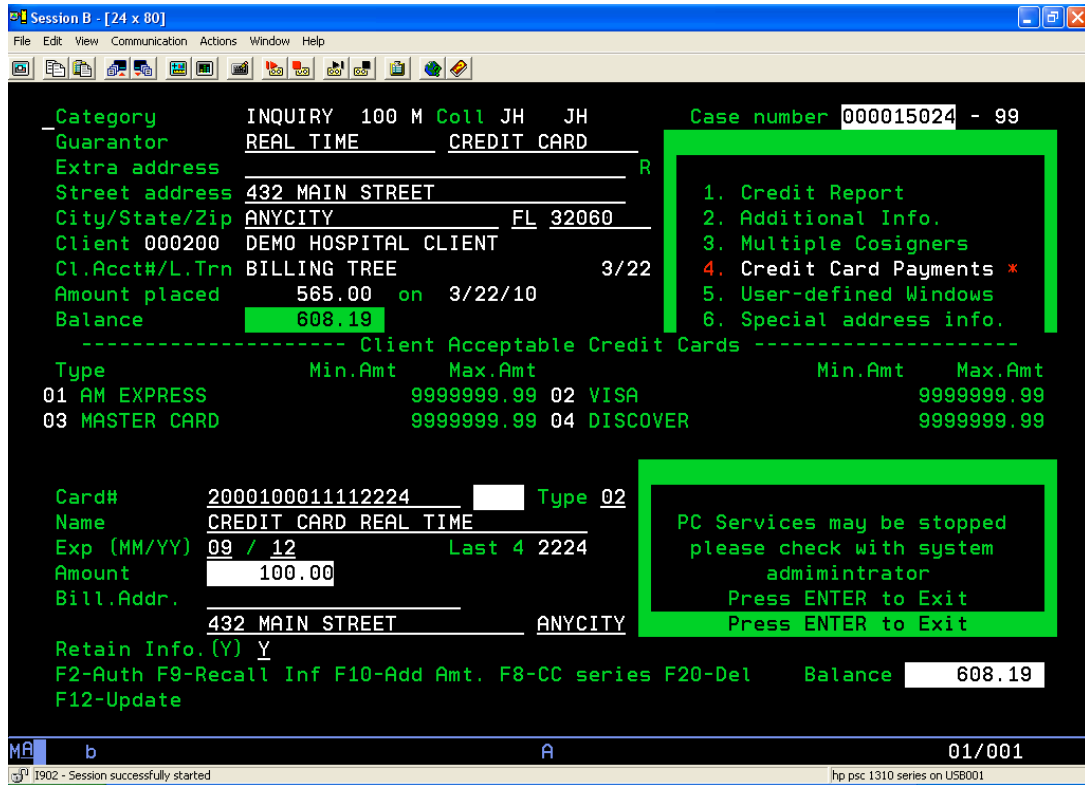 Session B - [24 x 80]
File Edit View Communication Actions Window Help
_Category INQUIRY 100 M Coll JH JH Case number 000015024 - 99
Guarantor REAL TIME CREDIT CARD
Extra address R
Street address 432 MAIN STREET 1. Credit Report
City/State/Zip ANYCITY FL 32060 2. Additional Info.
Client 000200 DEMO HOSPITAL CLIENT 3. Multiple Cosigners
Cl.Acct#/L.Trn BILLING TREE 3/22 4. Credit Card Payments *
Amount placed 565.00 on 3/22/10 5. User-defined Windows
Balance 608.19 6. Special address info.
---------------------- Client Acceptable Credit Cards ---------------------
Type Min.Amt Max.Amt Min.Amt Max.Amt
01 AM EXPRESS 9999999.99 02 VISA 9999999.99
03 MASTER CARD 9999999.99 04 DISCOVER 9999999.99
Card# 2000100011112224 Type 02
Name CREDIT CARD REAL TIME PC Services may be stopped
Exp (MM/YY) 09 / 12 Last 4 2224 please check with system
Amount 100.00 admimintrator
Bill.Addr. Press ENTER to Exit
432 MAIN STREET ANYCITY Press ENTER to Exit
Retain Info.(Y) Y
F2-Auth F9-Recall Inf F10-Add Amt. F8-CC series F20-Del Balance 608.19
F12-Update
MA b A 01/001
I902 - Session successfully started hp psc 1310 series on USB001